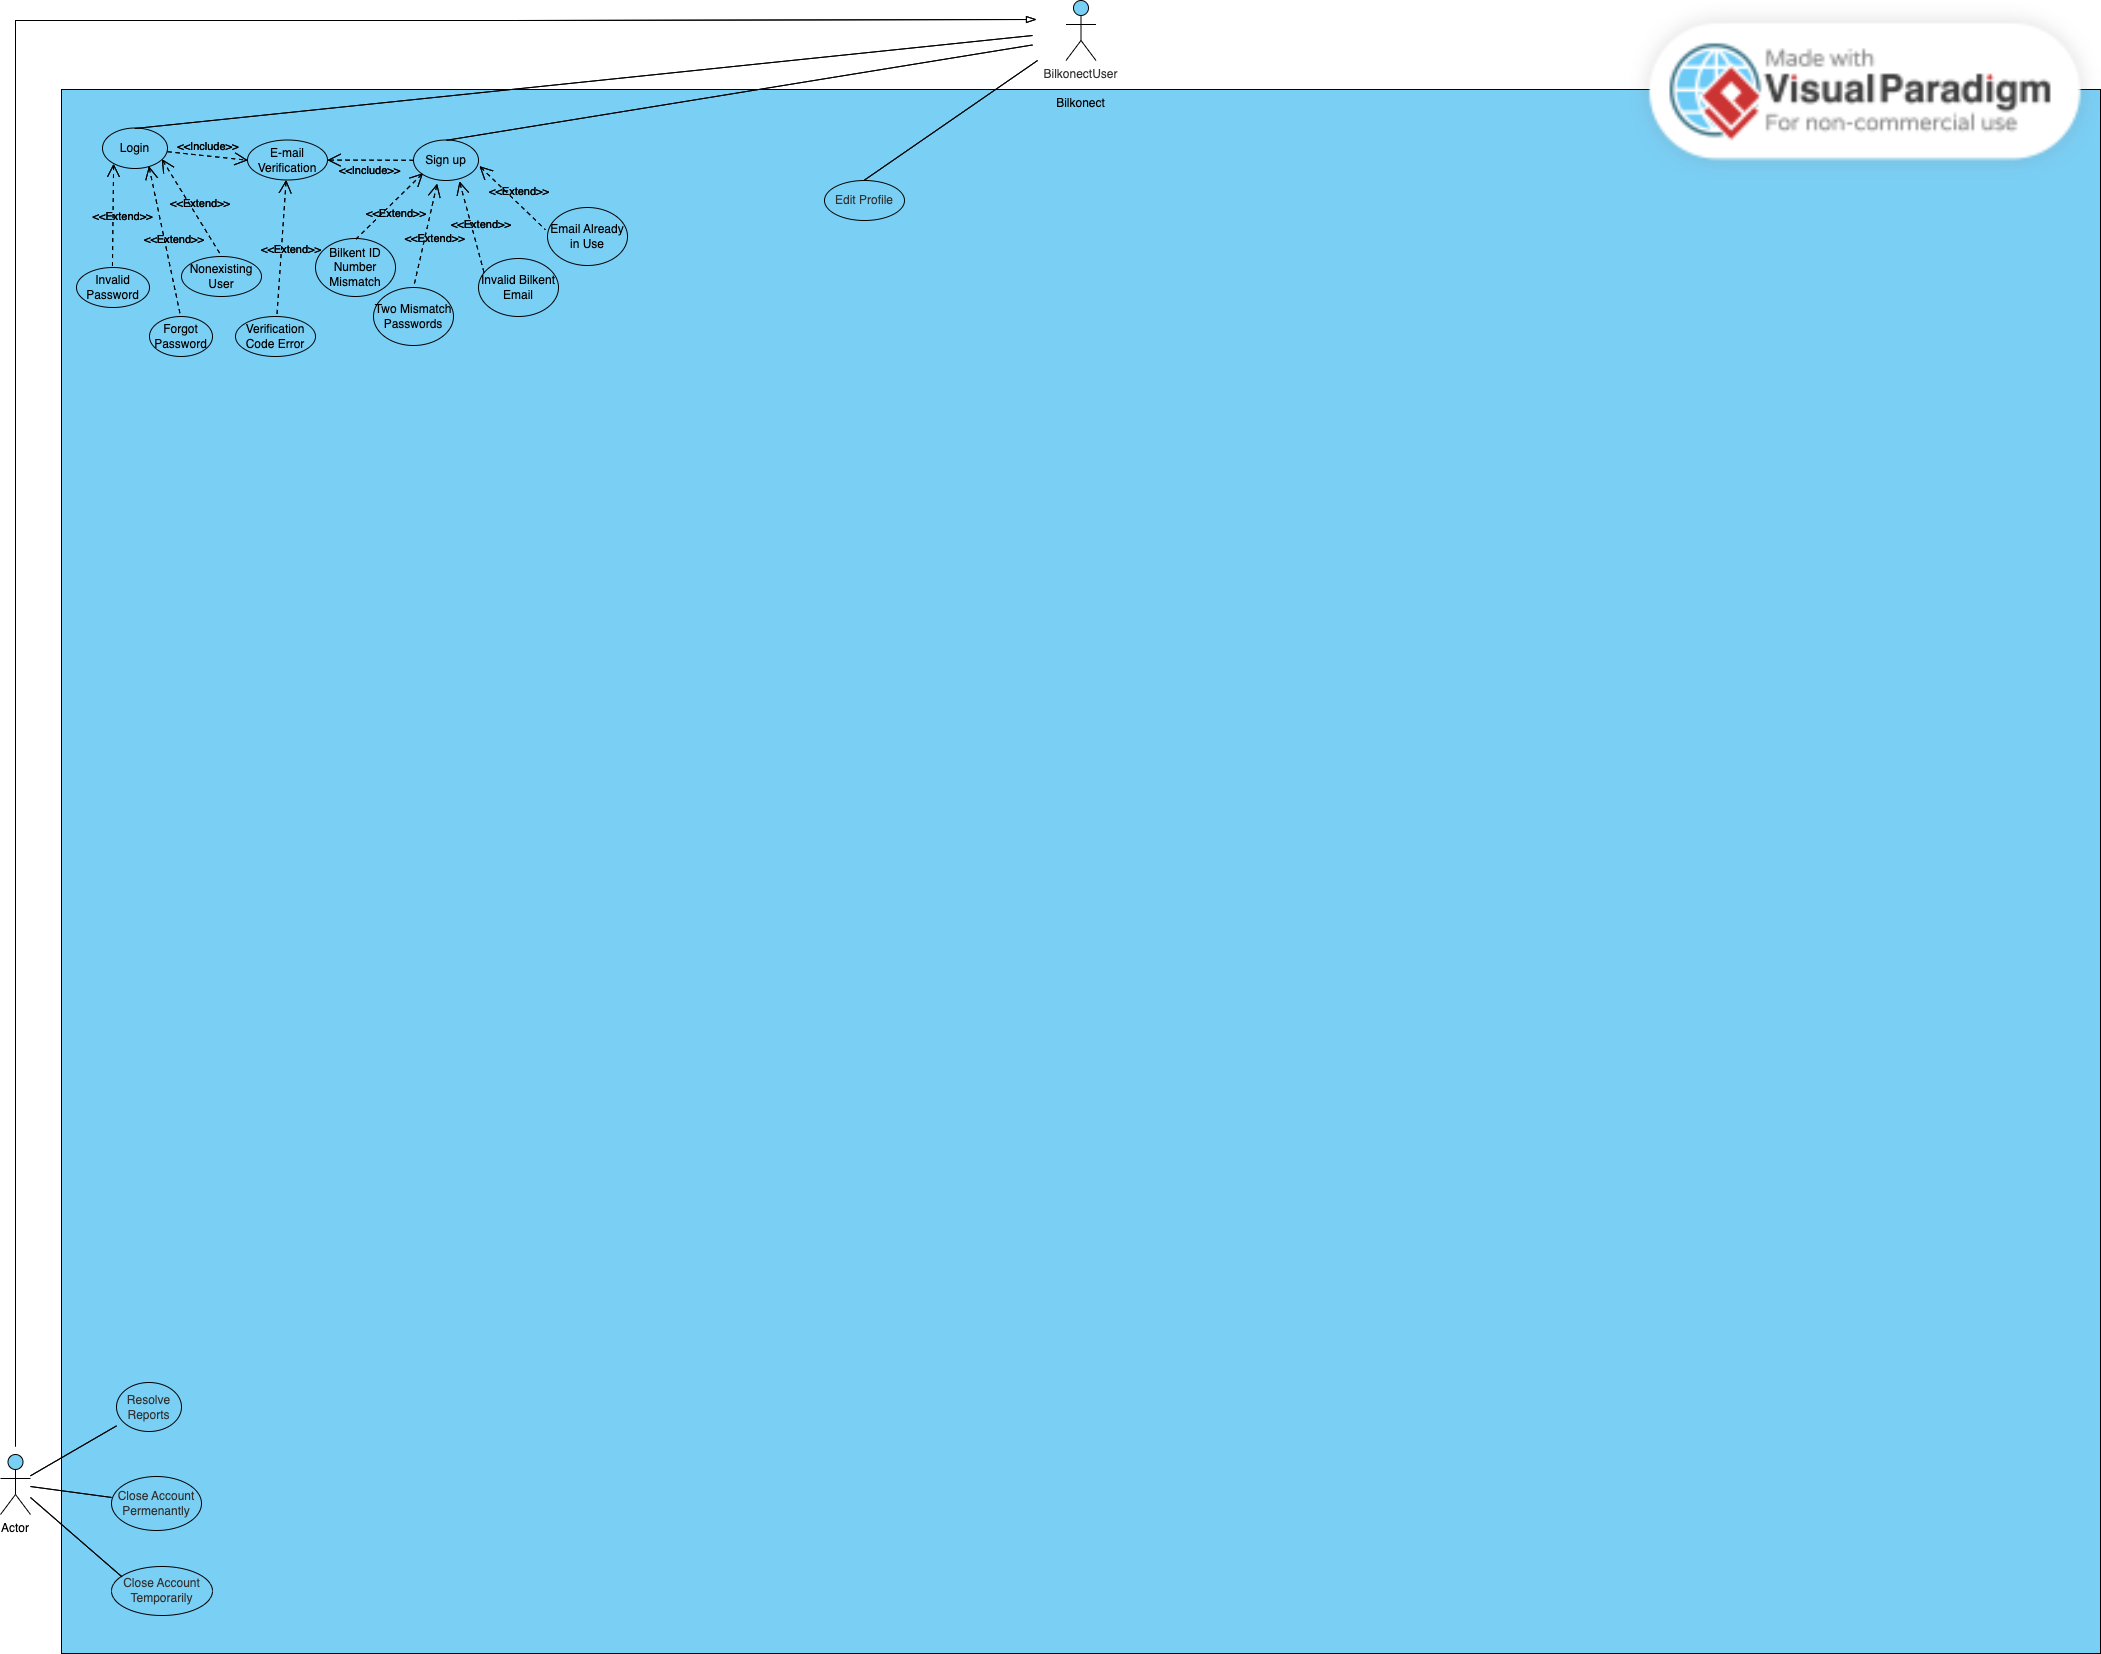 BilkonectUser
Made with
Visual Paradigm
For non-commercial use
Bilkonect
Login
<<Include>>
E-mail
Verification
<<Include>>
Sign up
<<Extend>>
<<Extend>>
<<Extend>>
<<Extend>>
<<Extend>>
<<Extend>>
<<Extend>>
<<Extend>>
Edit Profile
Email Already
in Use
Bilkent ID
Number
Mismatch
Invalid
Password
Nonexisting
User
Invalid Bilkent
Email
Two Mismatch
Passwords
Forgot
Password
Verification
Code Error
Resolve
Reports
Close Account
Permenantly
Actor
Close Account
Temporarily